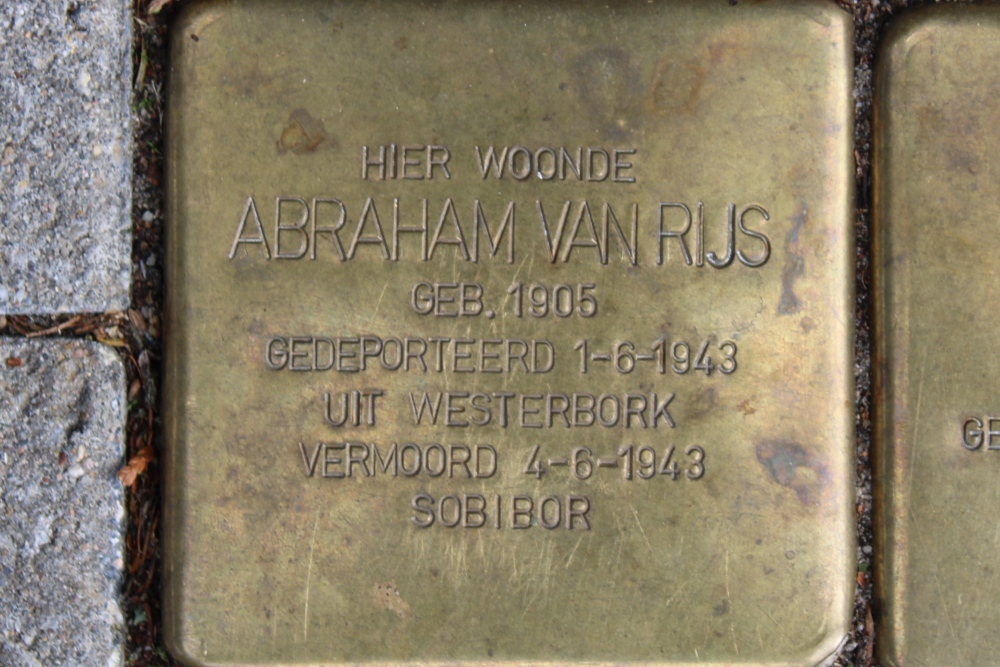 HIER WOONDE
ABRAHAM VAN RIJS
GEB. 1905
GEDEPORTEERD 1-6-1943
UIT WESTERBORK
VERMOORD 4-6-1943
SOBIBOR